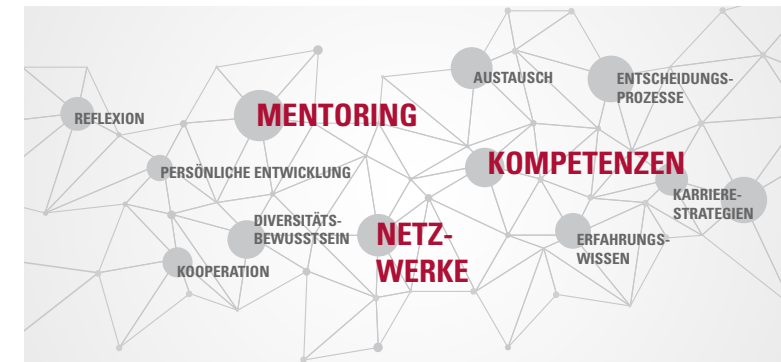 AUSTAUSCH
ENTSCHEIDUNGS-
PROZESSE
REFLEXION
MENTORING
PERSÖNLICHE ENTWICKLUNG
KOMPETENZEN
KARRIERE-
STRATEGIEN
DIVERSITÄTS-
BEWUSSTSEIN
NETZ-
WERKE
ERFAHRUNGS-
WISSEN
KOOPERATION